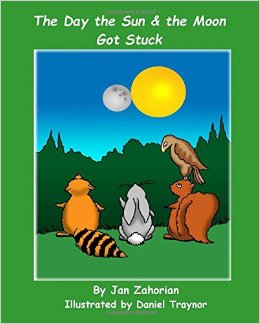 The Day the Sun & the Moon
Got Stuck
By Jan Zahorian
Illustrated by Daniel Traynor